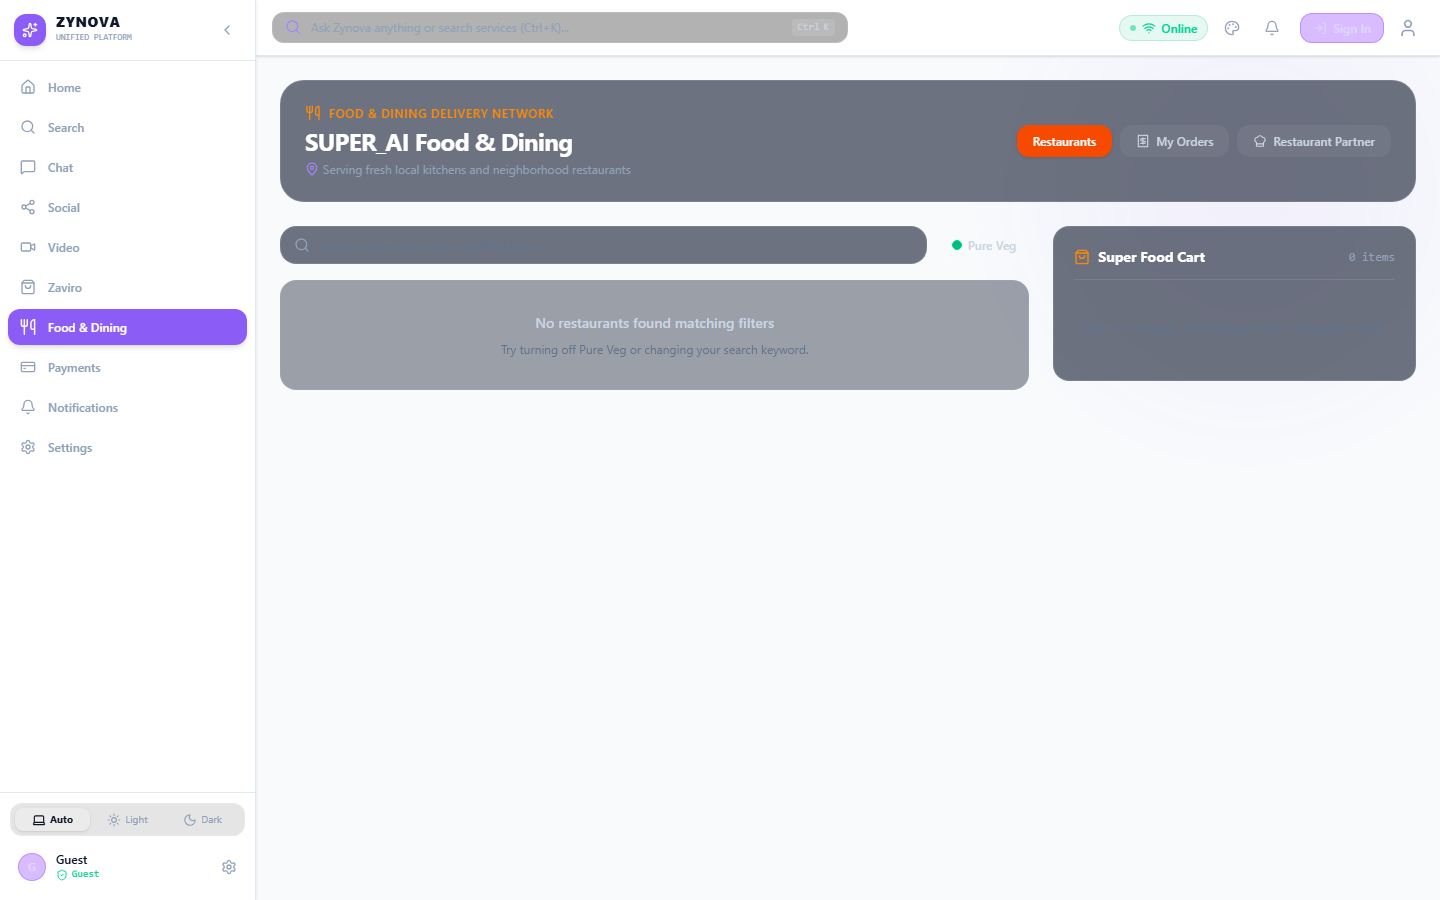 ZYNOVA
UNIFIED PLATFORM
Home
Search
Chat
Social
Video
Zaviro
Food & Dining
Payments
Notifications
Settings
Auto
Light
Dark
G
Guest
Guest
Ask Zynova anything or search services (Ctrl+K)...
Ctrl K
Online
Sign In
FOOD & DINING DELIVERY NETWORK
SUPER_AI Food & Dining
Serving fresh local kitchens and neighborhood restaurants
Restaurants
My Orders
Restaurant Partner
Pure Veg
No restaurants found matching filters
Try turning off Pure Veg or changing your search keyword.
Super Food Cart
0 items